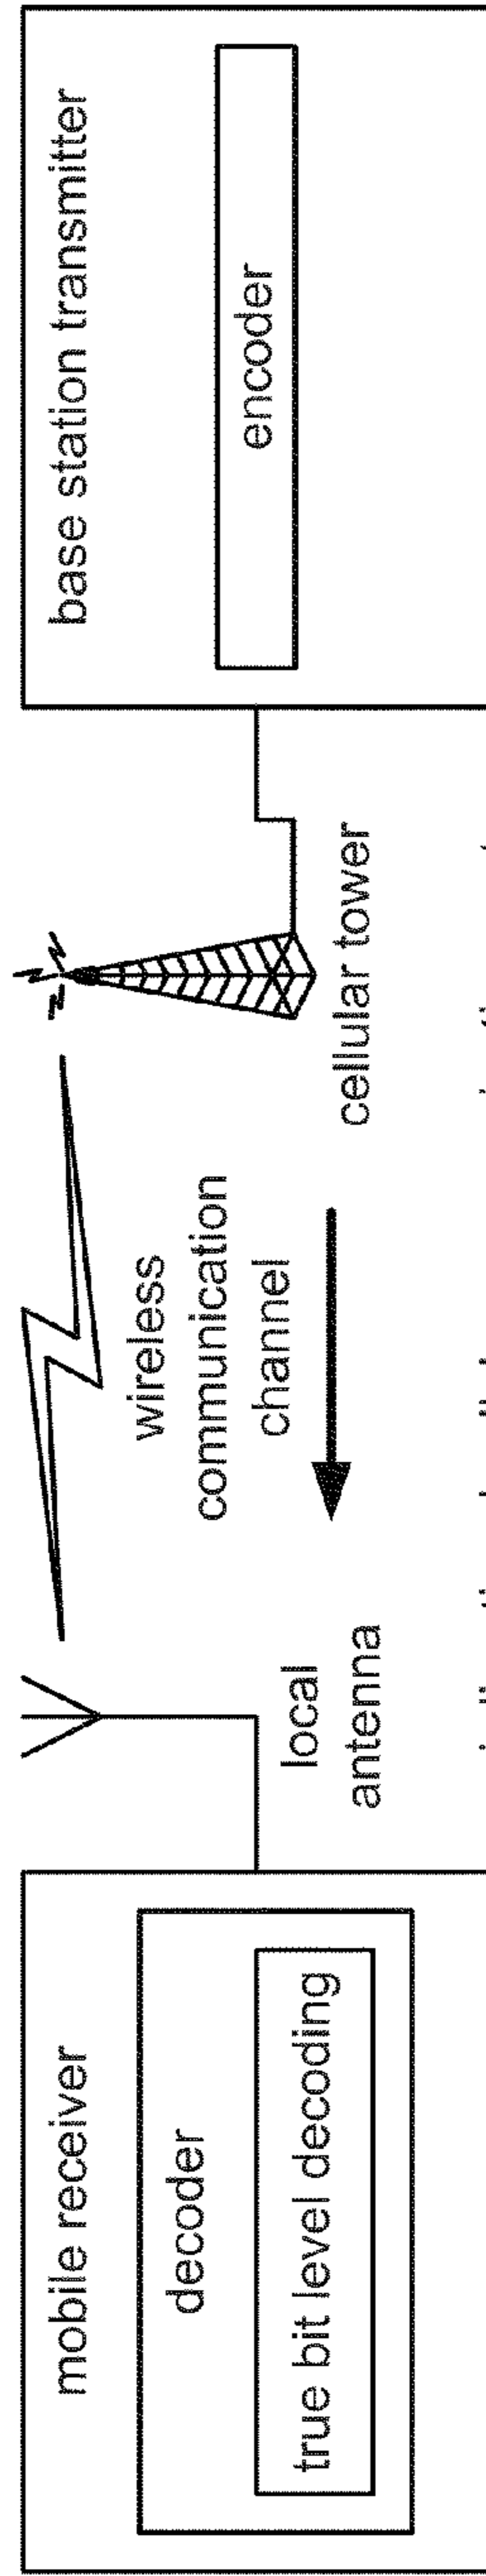 mobile receiver
decoder
true bit level decoding
local
antenna
wireless
communication
channel
cellular tower
base station transmitter
encoder